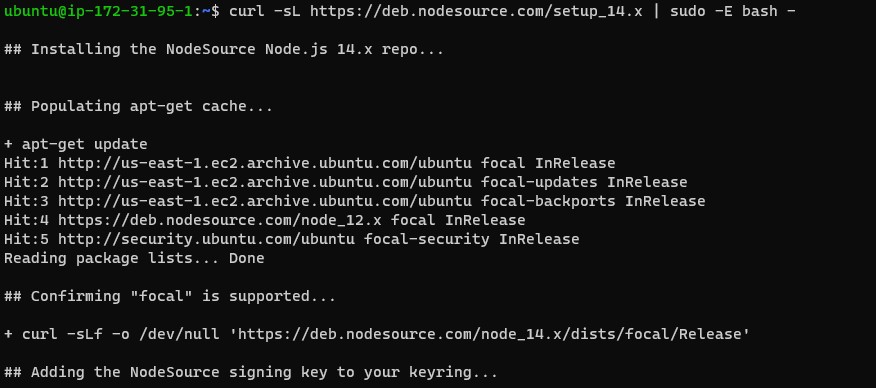 ubuntu@ip-172-31-95-1:~$ curl -sL https://deb.nodesource.com/setup_14.x | sudo -E bash -
## Installing the NodeSource Node.js 14.x repo...
## Populating apt-get cache...
+ apt-get update
Hit:1 http://us-east-1.ec2.archive.ubuntu.com/ubuntu focal InRelease
Hit:2 http://us-east-1.ec2.archive.ubuntu.com/ubuntu focal-updates InRelease
Hit:3 http://us-east-1.ec2.archive.ubuntu.com/ubuntu focal-backports InRelease
Hit:4 https://deb.nodesource.com/node_12.x focal InRelease
Hit:5 http://security.ubuntu.com/ubuntu focal-security InRelease
Reading package lists... Done
## Confirming "focal" is supported...
+ curl -sLf -o /dev/null 'https://deb.nodesource.com/node_14.x/dists/focal/Release'
## Adding the NodeSource signing key to your keyring...